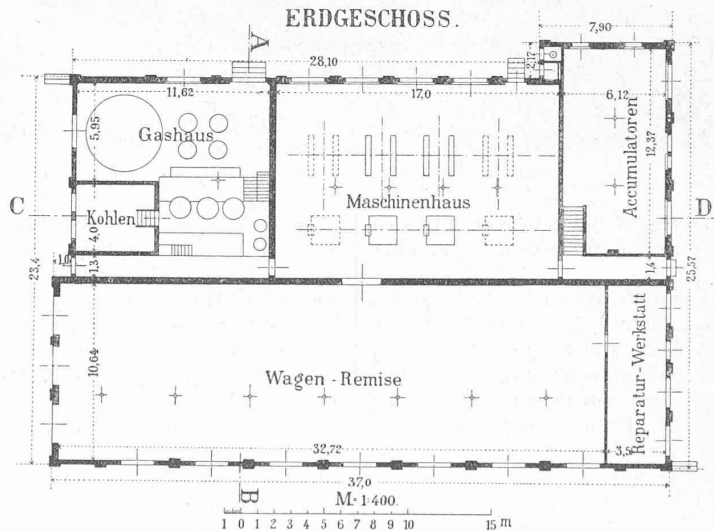 ERDGESCHOSS.
7,90
A
28,10
2,17
11,62
17,0
6,12
Gashaus
5,95
12,37
Accumulatoren
C
Kohlen
Maschinenhaus
D
4,0
23,4
1,0
1,3
1,4
25,57
10,64
Wagen - Remise
Reparatur - Werkstatt
32,72
3,5
37,0
B
M = 1:400.
1 0 1 2 3 4 5 6 7 8 9 10 15 m